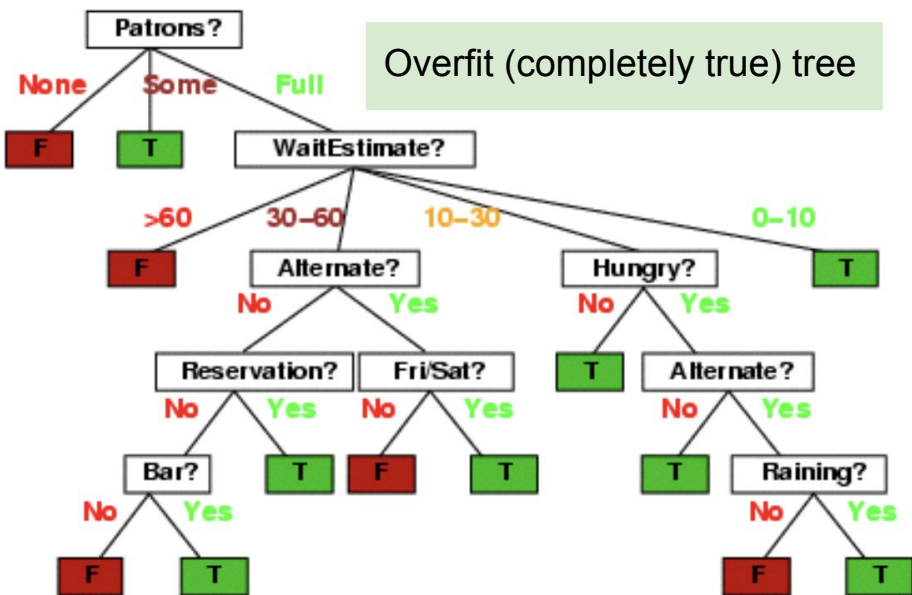 Patrons?
Overfit (completely true) tree
None Some Full
F T WaitEstimate?
>60 30–60 10–30 0–10
F Alternate? Hungry? T
No Yes No Yes
Reservation? Fri/Sat? T Alternate?
No Yes No Yes No Yes
Bar? T F T T Raining?
No Yes No Yes
F T F T